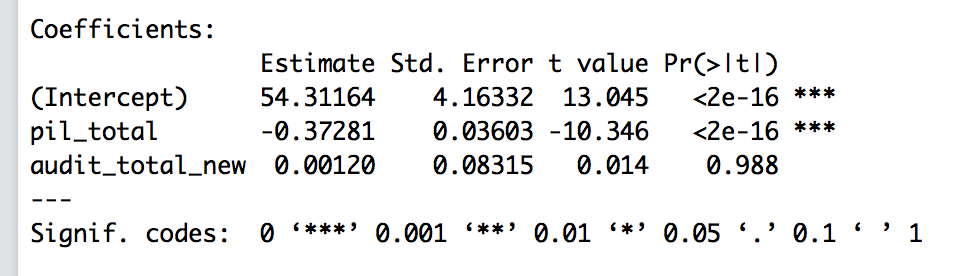 Coefficients:
Estimate Std. Error t value Pr(>|t|)
(Intercept) 54.31164 4.16332 13.045 <2e-16 ***
pil_total -0.37281 0.03603 -10.346 <2e-16 ***
audit_total_new 0.00120 0.08315 0.014 0.988
---
Signif. codes: 0 ‘***’ 0.001 ‘**’ 0.01 ‘*’ 0.05 ‘.’ 0.1 ‘ ’ 1